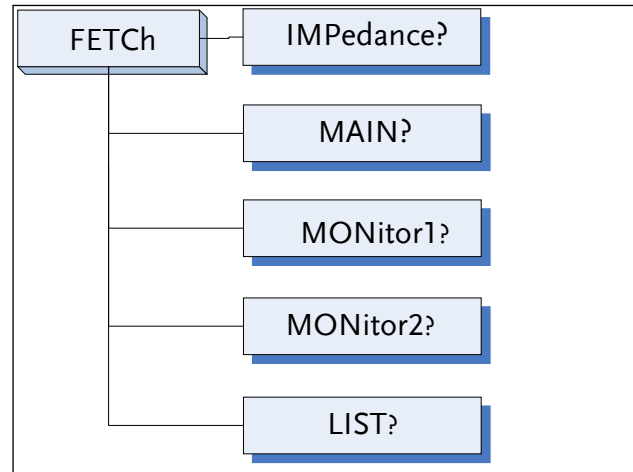 FETCh
IMPedance?
MAIN?
MONitor1?
MONitor2?
LIST?